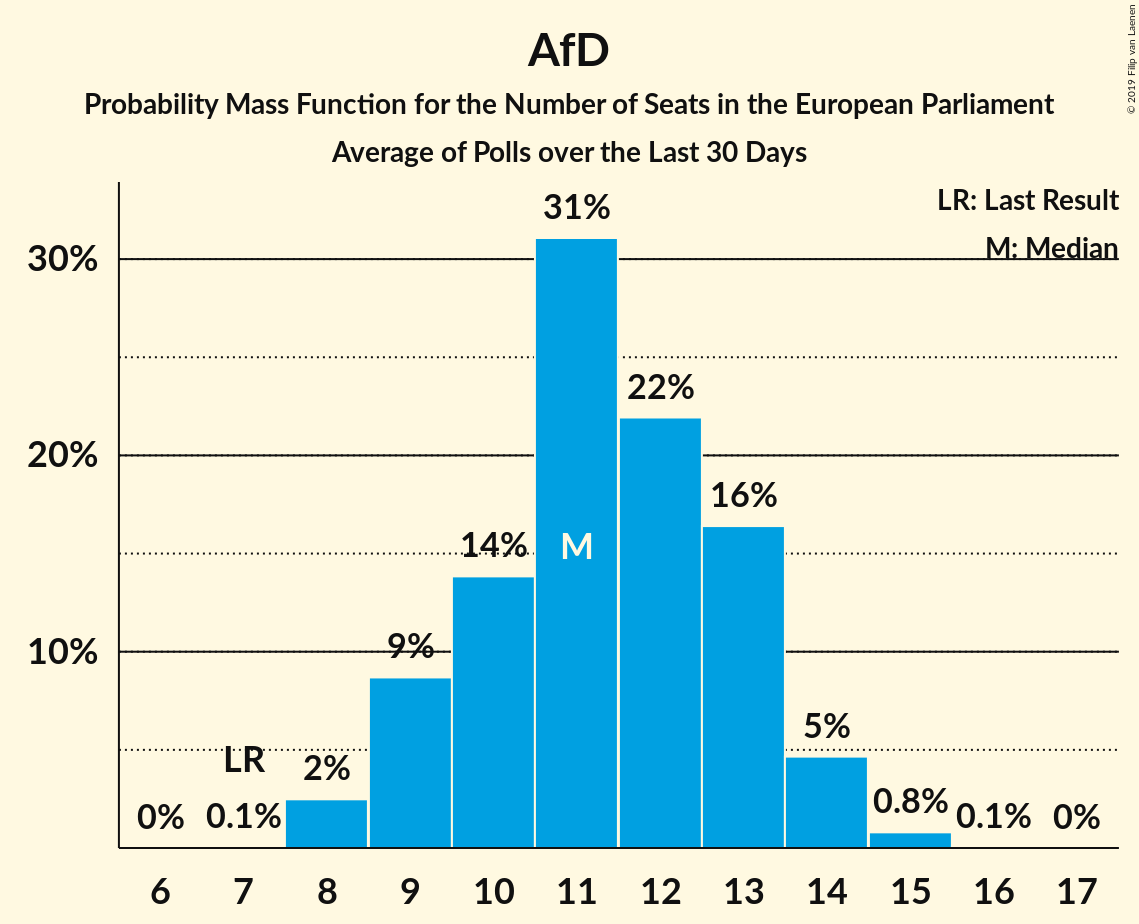 AfD
Probability Mass Function for the Number of Seats in the European Parliament
Average of Polls over the Last 30 Days
© 2019 Filip van Laenen
LR: Last Result
M: Median
30%
20%
10%
0%
LR
0.1%
2%
9%
14%
31%
M
22%
16%
5%
0.8%
0.1%
0%
6 7 8 9 10 11 12 13 14 15 16 17